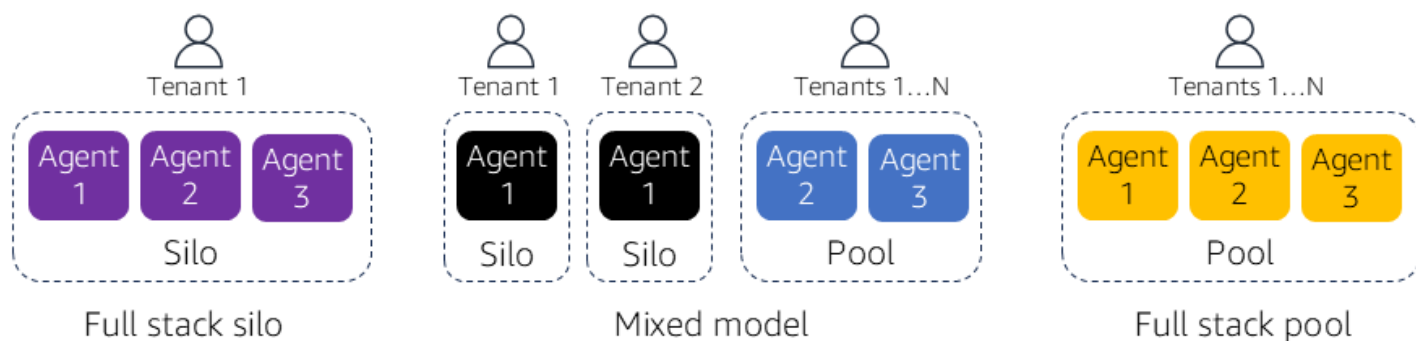 Tenant 1
Tenant 1
Tenant 2
Tenants 1...N
Tenants 1...N
Agent
1
Agent
2
Agent
3
Agent
1
Agent
1
Agent
2
Agent
3
Agent
1
Agent
2
Agent
3
Silo
Silo
Silo
Pool
Pool
Full stack silo
Mixed model
Full stack pool